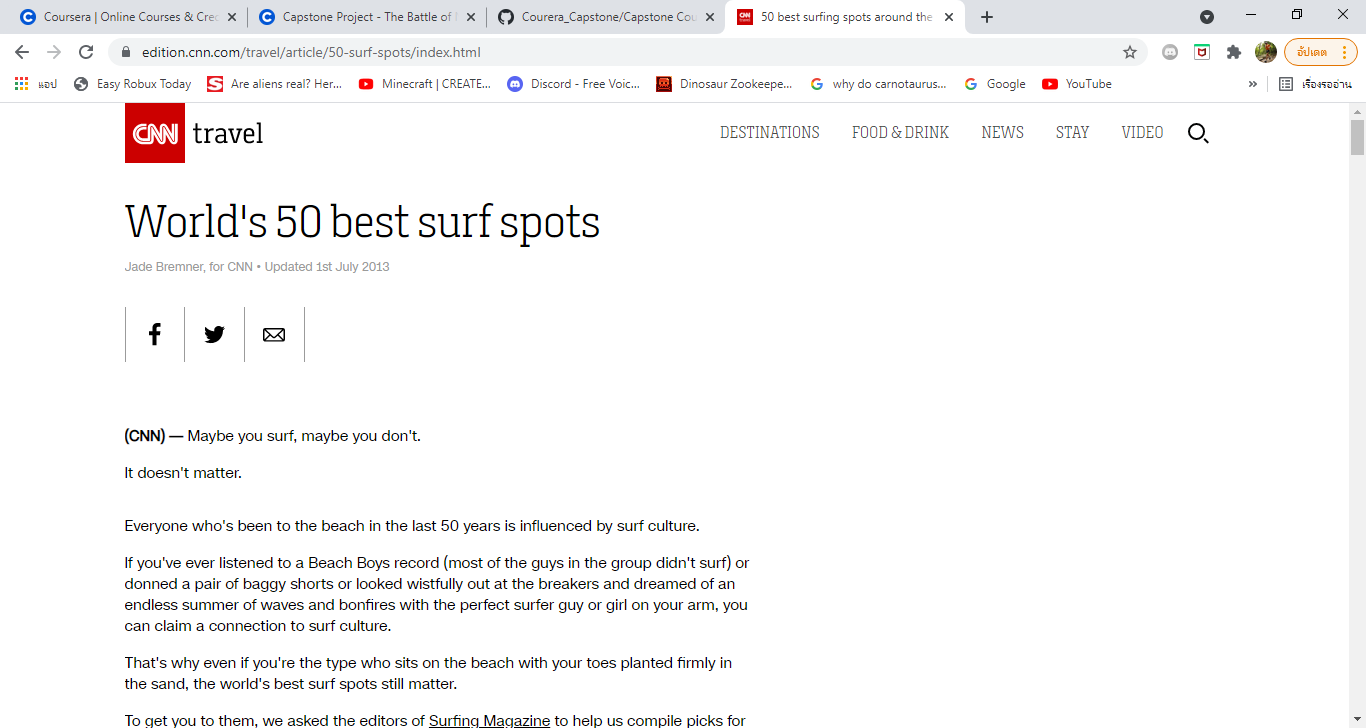 Coursera | Online Courses & Cre
Capstone Project - The Battle of
Courera_Capstone/Capstone Cou
50 best surfing spots around the
edition.cnn.com/travel/article/50-surf-spots/index.html
อัปเดต
แอป
Easy Robux Today
Are aliens real? Her...
Minecraft | CREATE...
Discord - Free Voic...
Dinosaur Zookeepe...
why do carnotaurus...
Google
YouTube
»
เรื่องรออ่าน
CNN travel
DESTINATIONS
FOOD & DRINK
NEWS
STAY
VIDEO
World's 50 best surf spots
Jade Bremner, for CNN • Updated 1st July 2013
(CNN) — Maybe you surf, maybe you don't.
It doesn't matter.
Everyone who's been to the beach in the last 50 years is influenced by surf culture.
If you've ever listened to a Beach Boys record (most of the guys in the group didn't surf) or
donned a pair of baggy shorts or looked wistfully out at the breakers and dreamed of an
endless summer of waves and bonfires with the perfect surfer guy or girl on your arm, you
can claim a connection to surf culture.
That's why even if you're the type who sits on the beach with your toes planted firmly in
the sand, the world's best surf spots still matter.
To get you to them, we asked the editors of Surfing Magazine to help us compile picks for